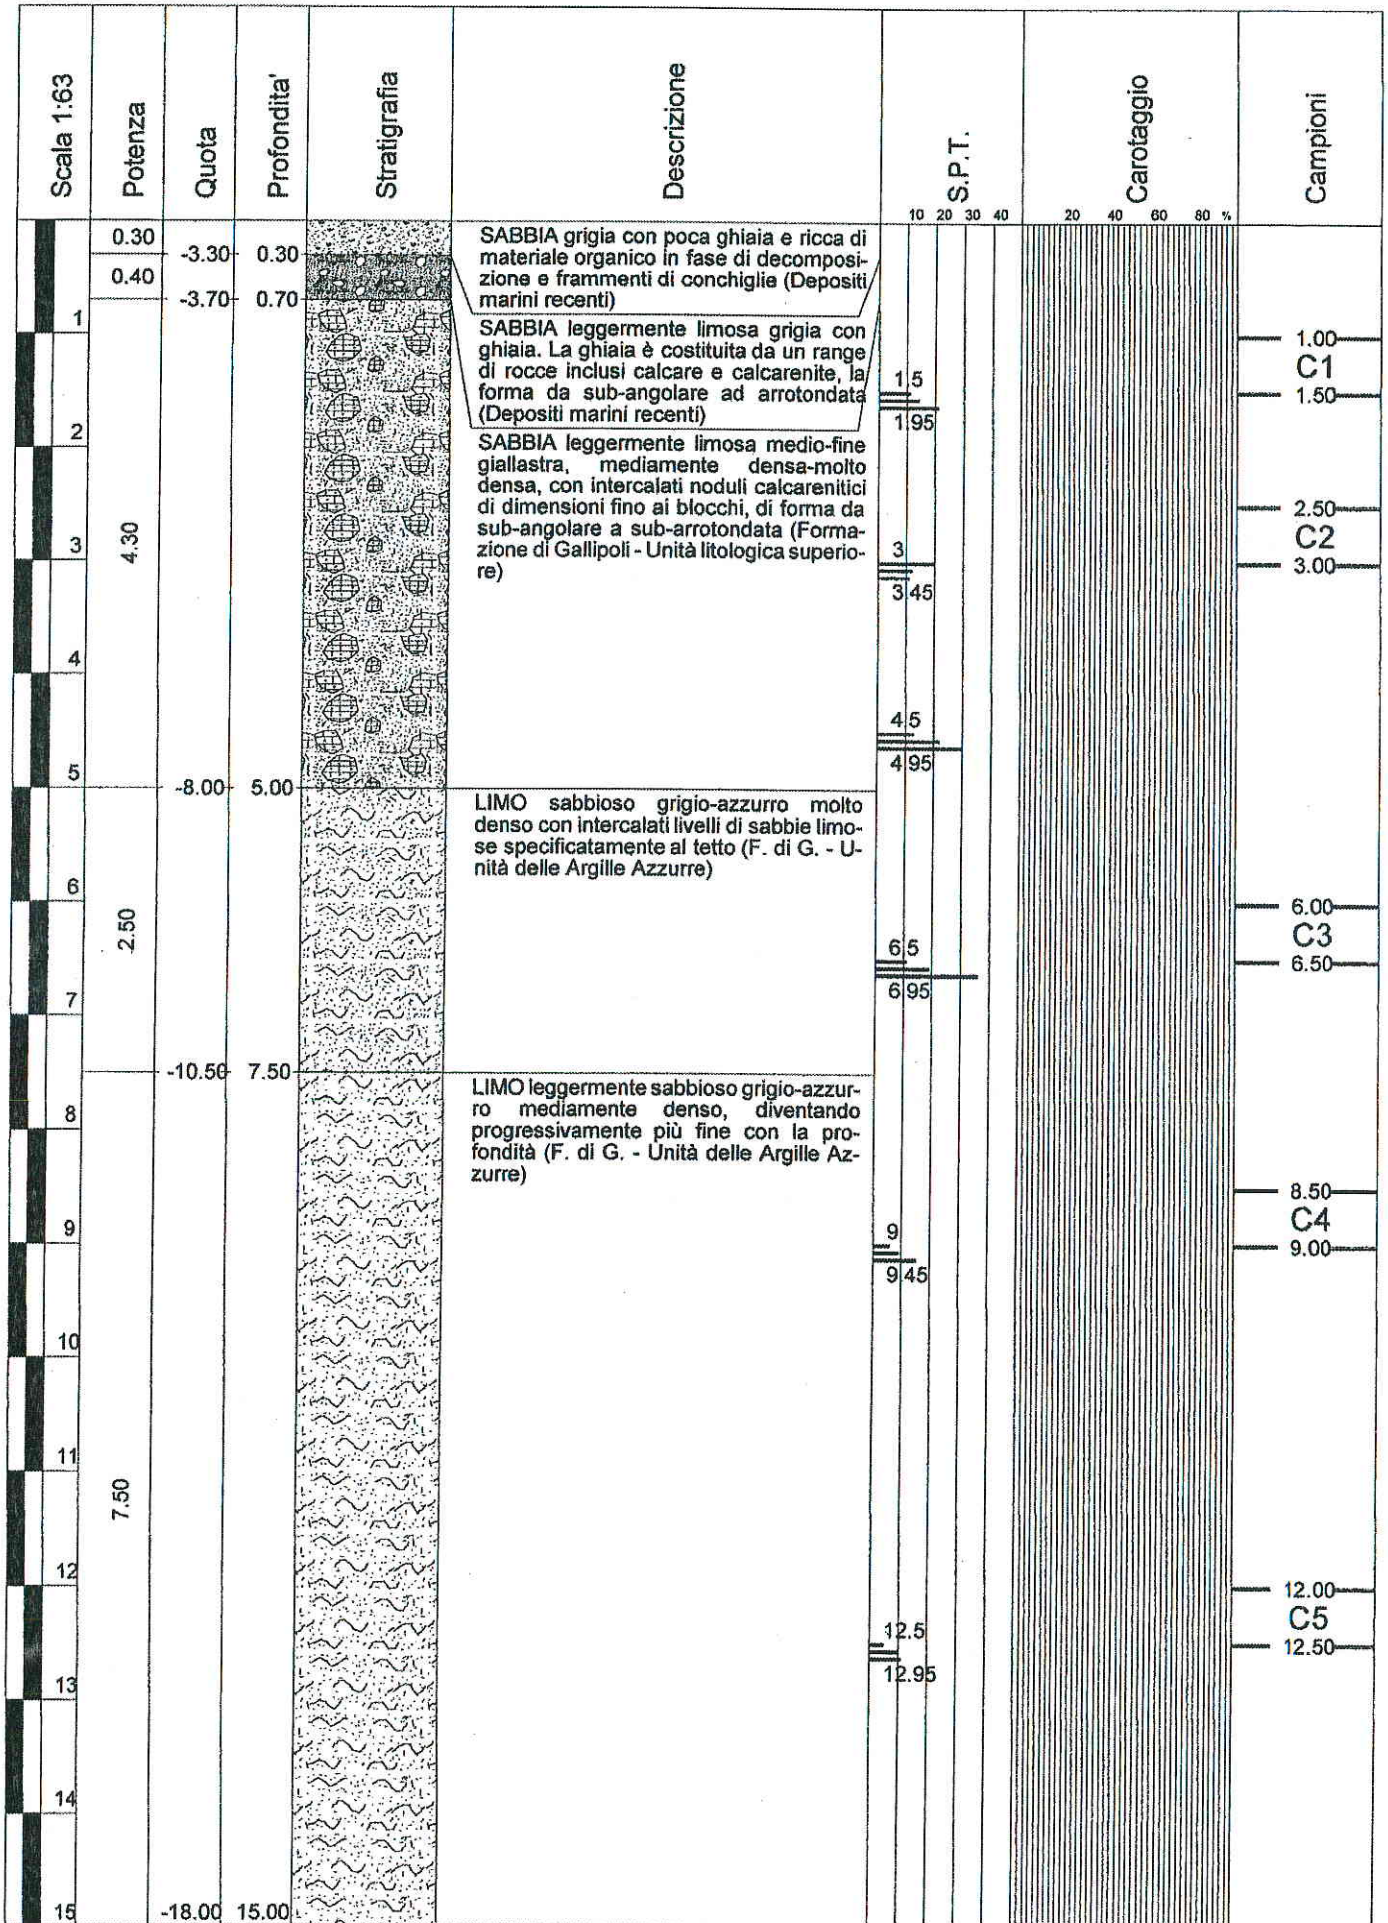 Scala 1:63
Potenza
Quota
Profondita'
Stratigrafia
Descrizione
S.P.T.
Carotaggio
Campioni
10 20 30 40
20 40 60 80 %
0.30
-3.30 0.30
0.40
-3.70 0.70
SABBIA grigia con poca ghiaia e ricca di
materiale organico in fase di decomposi-
zione e frammenti di conchiglie (Depositi
marini recenti)
1
SABBIA leggermente limosa grigia con
ghiaia. La ghiaia è costituita da un range
di rocce inclusi calcare e calcarenite, la
forma da sub-angolare ad arrotondata
(Depositi marini recenti)
1.00
C1
1.50
1.5
1.95
2
SABBIA leggermente limosa medio-fine
giallastra, mediamente densa-molto
densa, con intercalati noduli calcarenitici
di dimensioni fino ai blocchi, di forma da
sub-angolare a sub-arrotondata (Forma-
zione di Gallipoli - Unità litologica superio-
re)
4.30
2.50
C2
3.00
3
3
3.45
4
4.5
4.95
5
-8.00 5.00
LIMO sabbioso grigio-azzurro molto
denso con intercalati livelli di sabbie limo-
se specificatamente al tetto (F. di G. - U-
nità delle Argille Azzurre)
6
2.50
6.00
C3
6.50
6.5
6.95
7
-10.50 7.50
LIMO leggermente sabbioso grigio-azzur-
ro mediamente denso, diventando
progressivamente più fine con la pro-
fondità (F. di G. - Unità delle Argille Az-
zurre)
8
8.50
C4
9.00
9
9
9.45
10
11
7.50
12
12.00
C5
12.50
12.5
12.95
13
14
15
-18.00 15.00